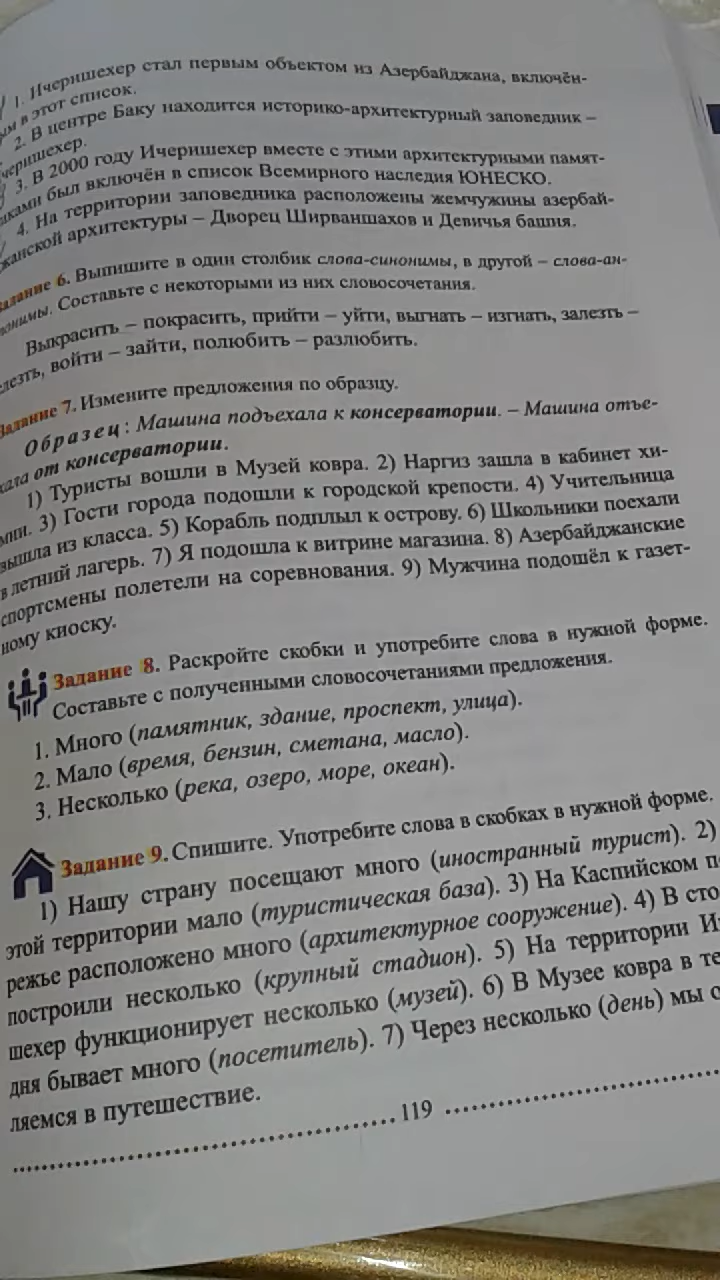 1. Ичеришехер стал первым объектом из Азербайджана, включён-
ым в этот список.
2. В центре Баку находится историко-архитектурный заповедник –
черишехер.
3. В 2000 году Ичеришехер вместе с этими архитектурными памят-
иками был включён в список Всемирного наследия ЮНЕСКО.
4. На территории заповедника расположены жемчужины азербай-
жанской архитектуры – Дворец Ширваншахов и Девичья башня.
Задание 6. Выпишите в один столбик слова-синонимы, в другой – слова-ан-
онимы. Составьте с некоторыми из них словосочетания.
Выкрасить – покрасить, прийти – уйти, выгнать – изгнать, залезть –
лезть, войти – зайти, полюбить – разлюбить.
Задание 7. Измените предложения по образцу.
Образец: Машина подъехала к консерватории. – Машина отъе-
хала от консерватории.
1) Туристы вошли в Музей ковра. 2) Наргиз зашла в кабинет хи-
мии. 3) Гости города подошли к городской крепости. 4) Учительница
вышла из класса. 5) Корабль подплыл к острову. 6) Школьники поехали
в летний лагерь. 7) Я подошла к витрине магазина. 8) Азербайджанские
спортсмены полетели на соревнования. 9) Мужчина подошёл к газет-
ному киоску.
Задание 8. Раскройте скобки и употребите слова в нужной форме.
Составьте с полученными словосочетаниями предложения.
1. Много (памятник, здание, проспект, улица).
2. Мало (время, бензин, сметана, масло).
3. Несколько (река, озеро, море, океан).
Задание 9. Спишите. Употребите слова в скобках в нужной форме.
1) Нашу страну посещают много (иностранный турист). 2)
этой территории мало (туристическая база). 3) На Каспийском п
режье расположено много (архитектурное сооружение). 4) В сто
построили несколько (крупный стадион). 5) На территории И
шехер функционирует несколько (музей). 6) В Музее ковра в те
дня бывает много (посетитель). 7) Через несколько (день) мы о
ляемся в путешествие.
119